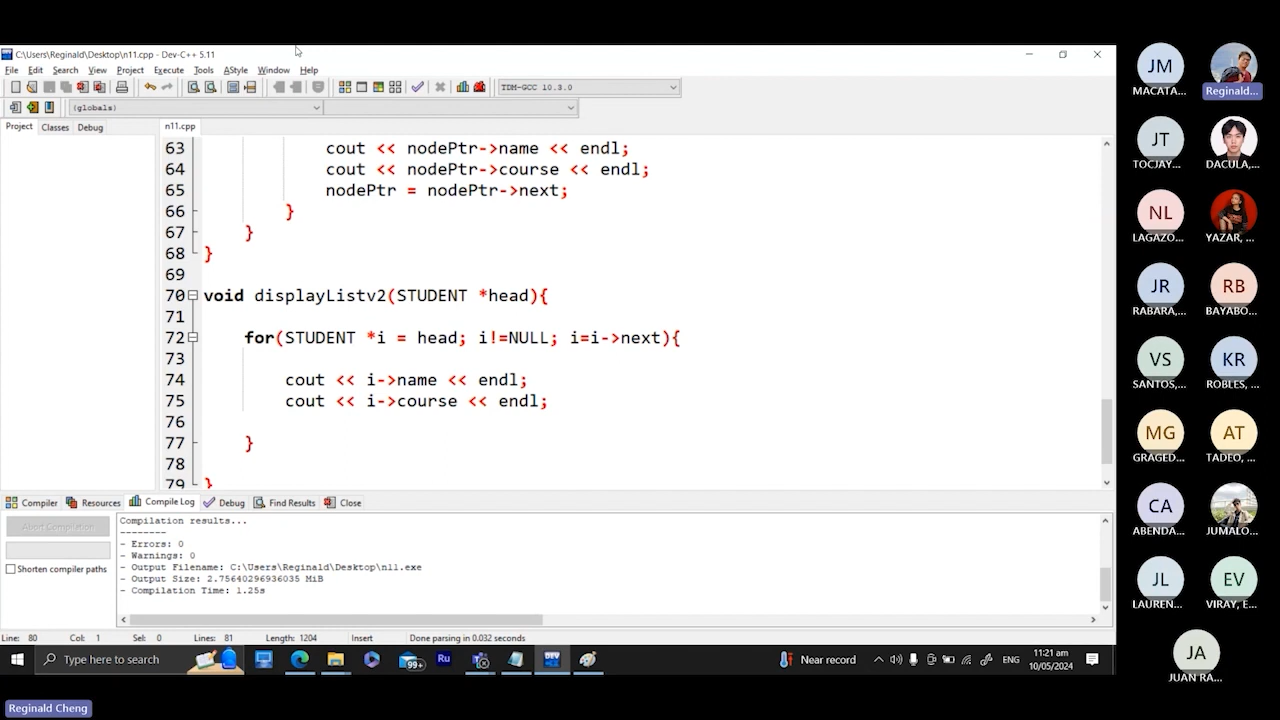 C:\Users\Reginald\Desktop\n11.cpp - Dev-C++ 5.11
File Edit Search View Project Execute Tools AStyle Window Help
TDM-GCC 10.3.0
(globals)
Project Classes Debug
n11.cpp
63 cout << nodePtr->name << endl;
64 cout << nodePtr->course << endl;
65 nodePtr = nodePtr->next;
66 }
67 }
68 }
69
70 void displayListv2(STUDENT *head){
71
72 for(STUDENT *i = head; i!=NULL; i=i->next){
73
74 cout << i->name << endl;
75 cout << i->course << endl;
76
77 }
78
79 }
Compiler Resources Compile Log Debug Find Results Close
Abort Compilation
Shorten compiler paths
Compilation results...
--------
- Errors: 0
- Warnings: 0
- Output Filename: C:\Users\Reginald\Desktop\n11.exe
- Output Size: 2.75640296936035 MiB
- Compilation Time: 1.25s
Line: 80 Col: 1 Sel: 0 Lines: 81 Length: 1204 Insert Done parsing in 0.032 seconds
Type here to search
99+
Ru
DEV
Near record
ENG
11:21 am
10/05/2024
Reginald Cheng
JM
MACATA...
Reginald...
JT
TOCJAY...
DACULA,...
NL
LAGAZO...
YAZAR, ...
JR
RABARA,...
RB
BAYABO...
VS
SANTOS,...
KR
ROBLES, ...
MG
GRAGED...
AT
TADEO, ...
CA
ABENDA...
JUMALO...
JL
LAUREN...
EV
VIRAY, E...
JA
JUAN RA...